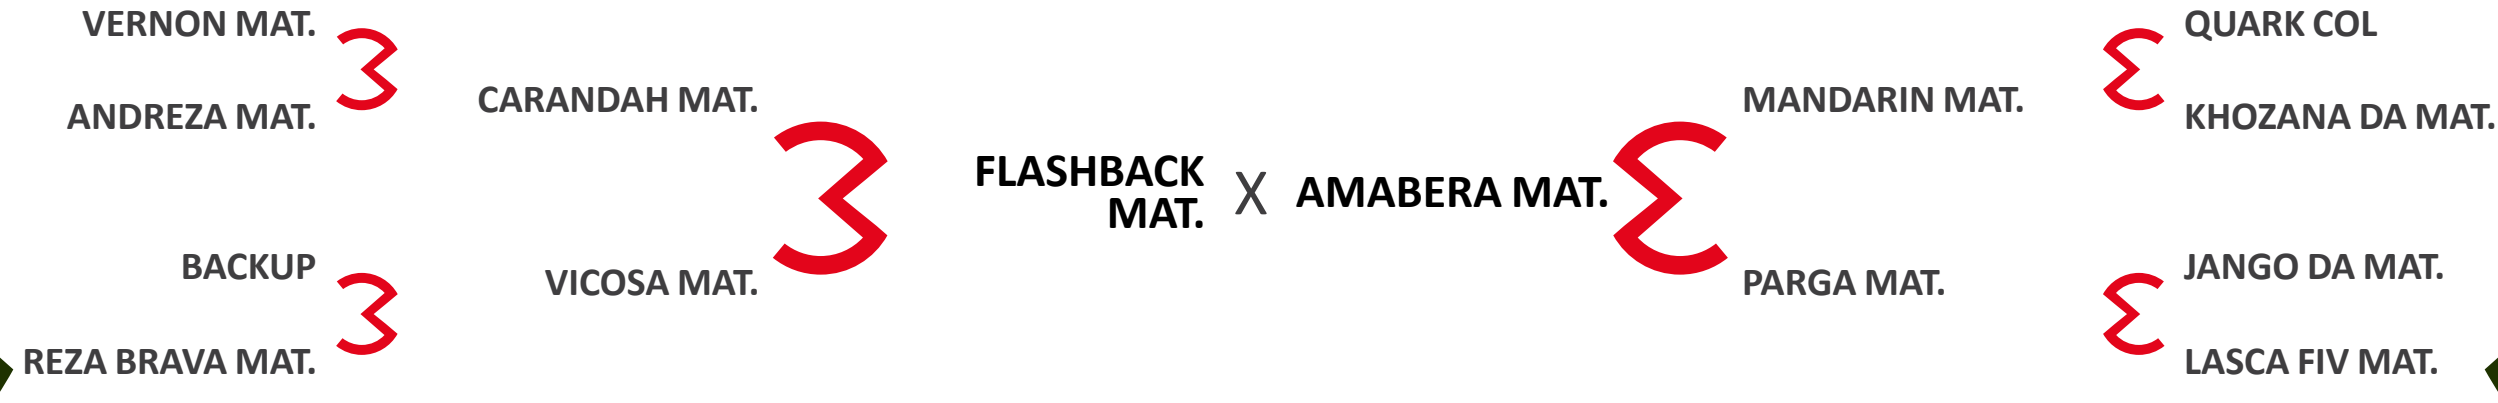 VERNON MAT.
ANDREZA MAT.
CARANDAH MAT.
BACKUP
REZA BRAVA MAT.
VICOSA MAT.
FLASHBACK
MAT.
X
AMABERA MAT.
MANDARIN MAT.
PARGA MAT.
QUARK COL
KHOZANA DA MAT.
JANGO DA MAT.
LASCA FIV MAT.